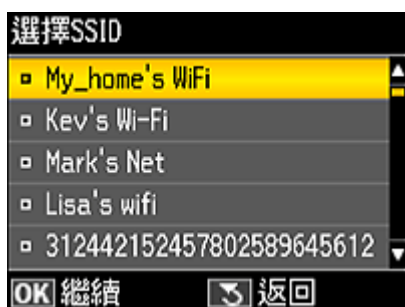 選擇SSID
My_home's WiFi
Kev's Wi-Fi
Mark's Net
Lisa's wifi
312442152457802589645612
OK 繼續 返回